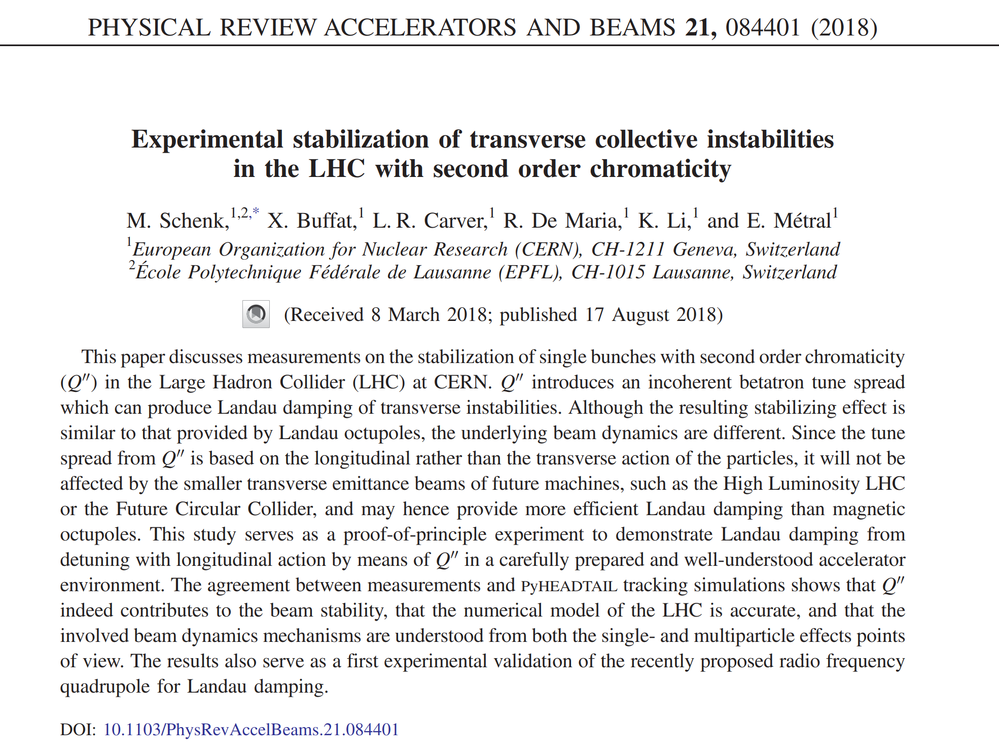 PHYSICAL REVIEW ACCELERATORS AND BEAMS 21, 084401 (2018)
Experimental stabilization of transverse collective instabilities
in the LHC with second order chromaticity
M. Schenk,1,2,* X. Buffat,1 L. R. Carver,1 R. De Maria,1 K. Li,1 and E. Métral1
1European Organization for Nuclear Research (CERN), CH-1211 Geneva, Switzerland
2École Polytechnique Fédérale de Lausanne (EPFL), CH-1015 Lausanne, Switzerland
(Received 8 March 2018; published 17 August 2018)
This paper discusses measurements on the stabilization of single bunches with second order chromaticity
(Q″) in the Large Hadron Collider (LHC) at CERN. Q″ introduces an incoherent betatron tune spread
which can produce Landau damping of transverse instabilities. Although the resulting stabilizing effect is
similar to that provided by Landau octupoles, the underlying beam dynamics are different. Since the tune
spread from Q″ is based on the longitudinal rather than the transverse action of the particles, it will not be
affected by the smaller transverse emittance beams of future machines, such as the High Luminosity LHC
or the Future Circular Collider, and may hence provide more efficient Landau damping than magnetic
octupoles. This study serves as a proof-of-principle experiment to demonstrate Landau damping from
detuning with longitudinal action by means of Q″ in a carefully prepared and well-understood accelerator
environment. The agreement between measurements and PyHEADTAIL tracking simulations shows that Q″
indeed contributes to the beam stability, that the numerical model of the LHC is accurate, and that the
involved beam dynamics mechanisms are understood from both the single- and multiparticle effects points
of view. The results also serve as a first experimental validation of the recently proposed radio frequency
quadrupole for Landau damping.
DOI: 10.1103/PhysRevAccelBeams.21.084401